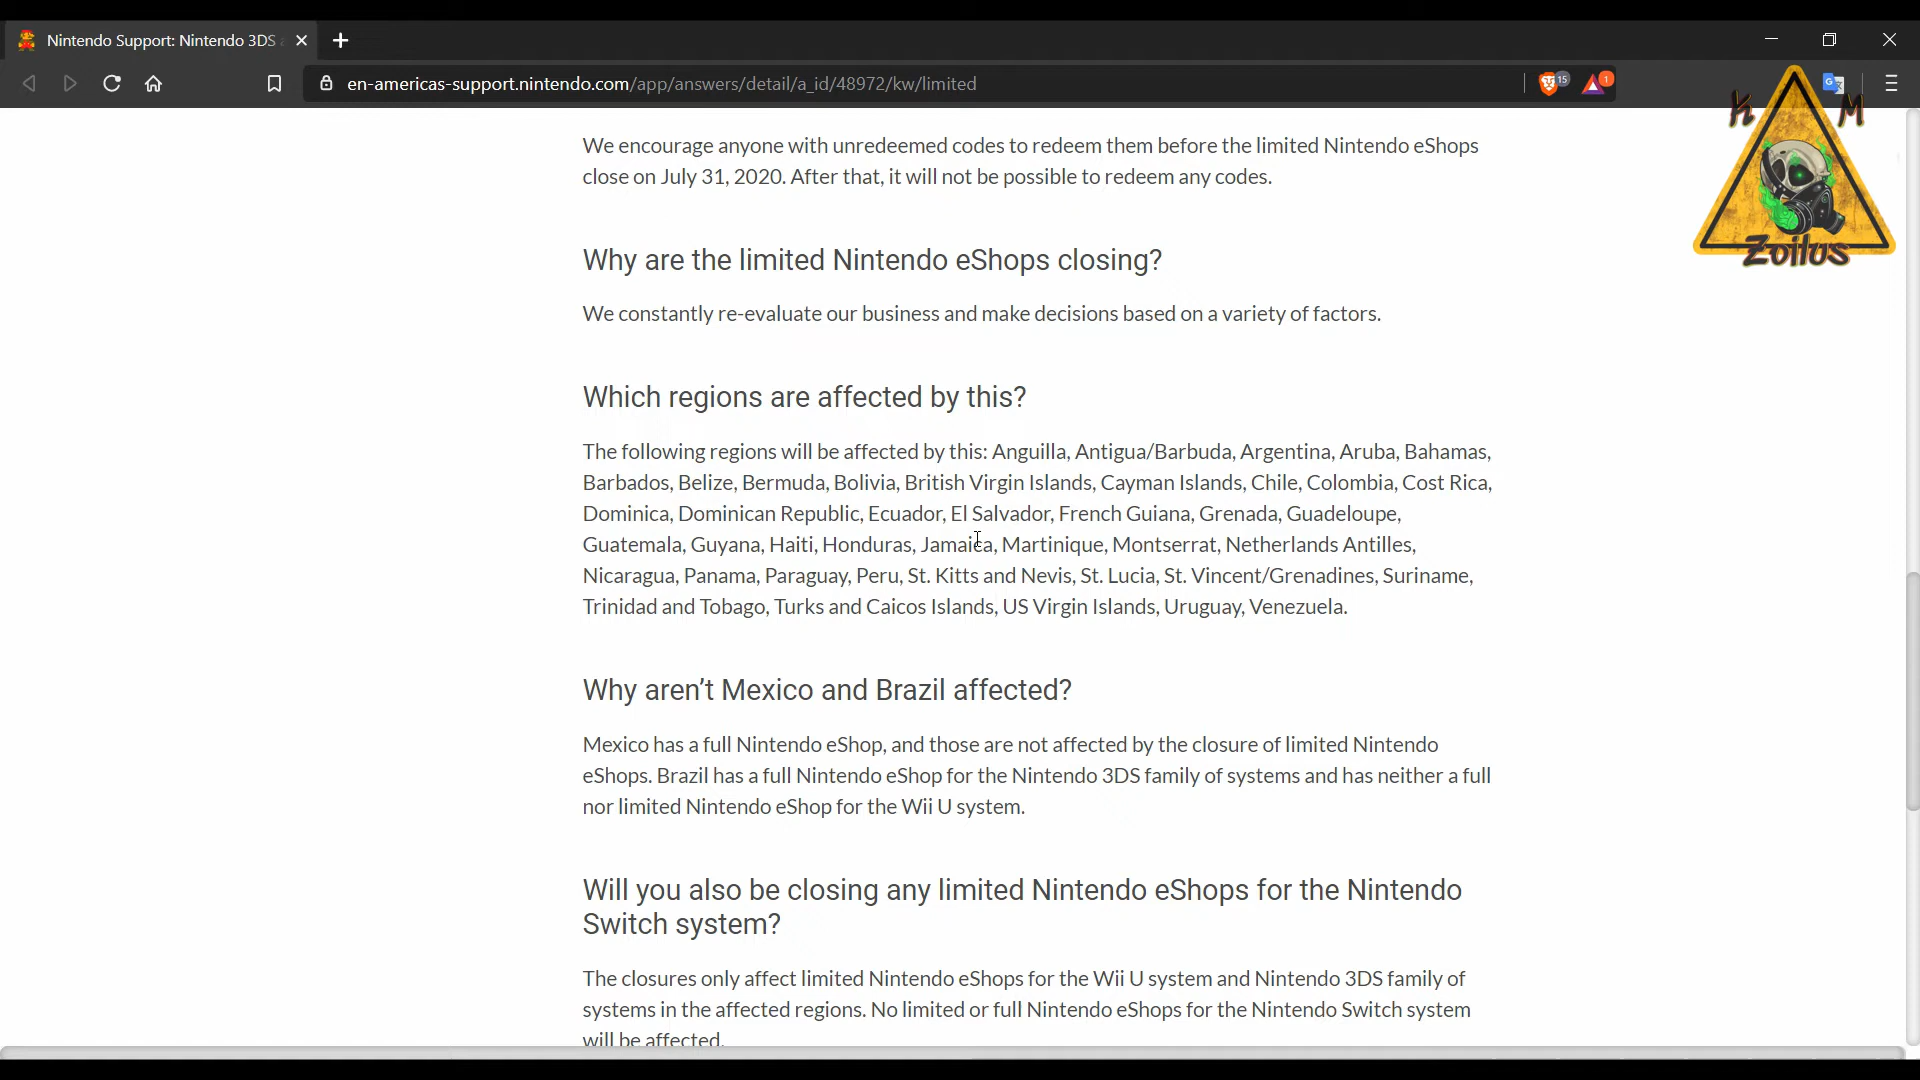 Nintendo Support: Nintendo 3DS
en-americas-support.nintendo.com/app/answers/detail/a_id/48972/kw/limited
15
1
K M
Zoilus
We encourage anyone with unredeemed codes to redeem them before the limited Nintendo eShops
close on July 31, 2020. After that, it will not be possible to redeem any codes.
Why are the limited Nintendo eShops closing?
We constantly re-evaluate our business and make decisions based on a variety of factors.
Which regions are affected by this?
The following regions will be affected by this: Anguilla, Antigua/Barbuda, Argentina, Aruba, Bahamas,
Barbados, Belize, Bermuda, Bolivia, British Virgin Islands, Cayman Islands, Chile, Colombia, Cost Rica,
Dominica, Dominican Republic, Ecuador, El Salvador, French Guiana, Grenada, Guadeloupe,
Guatemala, Guyana, Haiti, Honduras, Jamaica, Martinique, Montserrat, Netherlands Antilles,
Nicaragua, Panama, Paraguay, Peru, St. Kitts and Nevis, St. Lucia, St. Vincent/Grenadines, Suriname,
Trinidad and Tobago, Turks and Caicos Islands, US Virgin Islands, Uruguay, Venezuela.
Why aren’t Mexico and Brazil affected?
Mexico has a full Nintendo eShop, and those are not affected by the closure of limited Nintendo
eShops. Brazil has a full Nintendo eShop for the Nintendo 3DS family of systems and has neither a full
nor limited Nintendo eShop for the Wii U system.
Will you also be closing any limited Nintendo eShops for the Nintendo
Switch system?
The closures only affect limited Nintendo eShops for the Wii U system and Nintendo 3DS family of
systems in the affected regions. No limited or full Nintendo eShops for the Nintendo Switch system
will be affected.